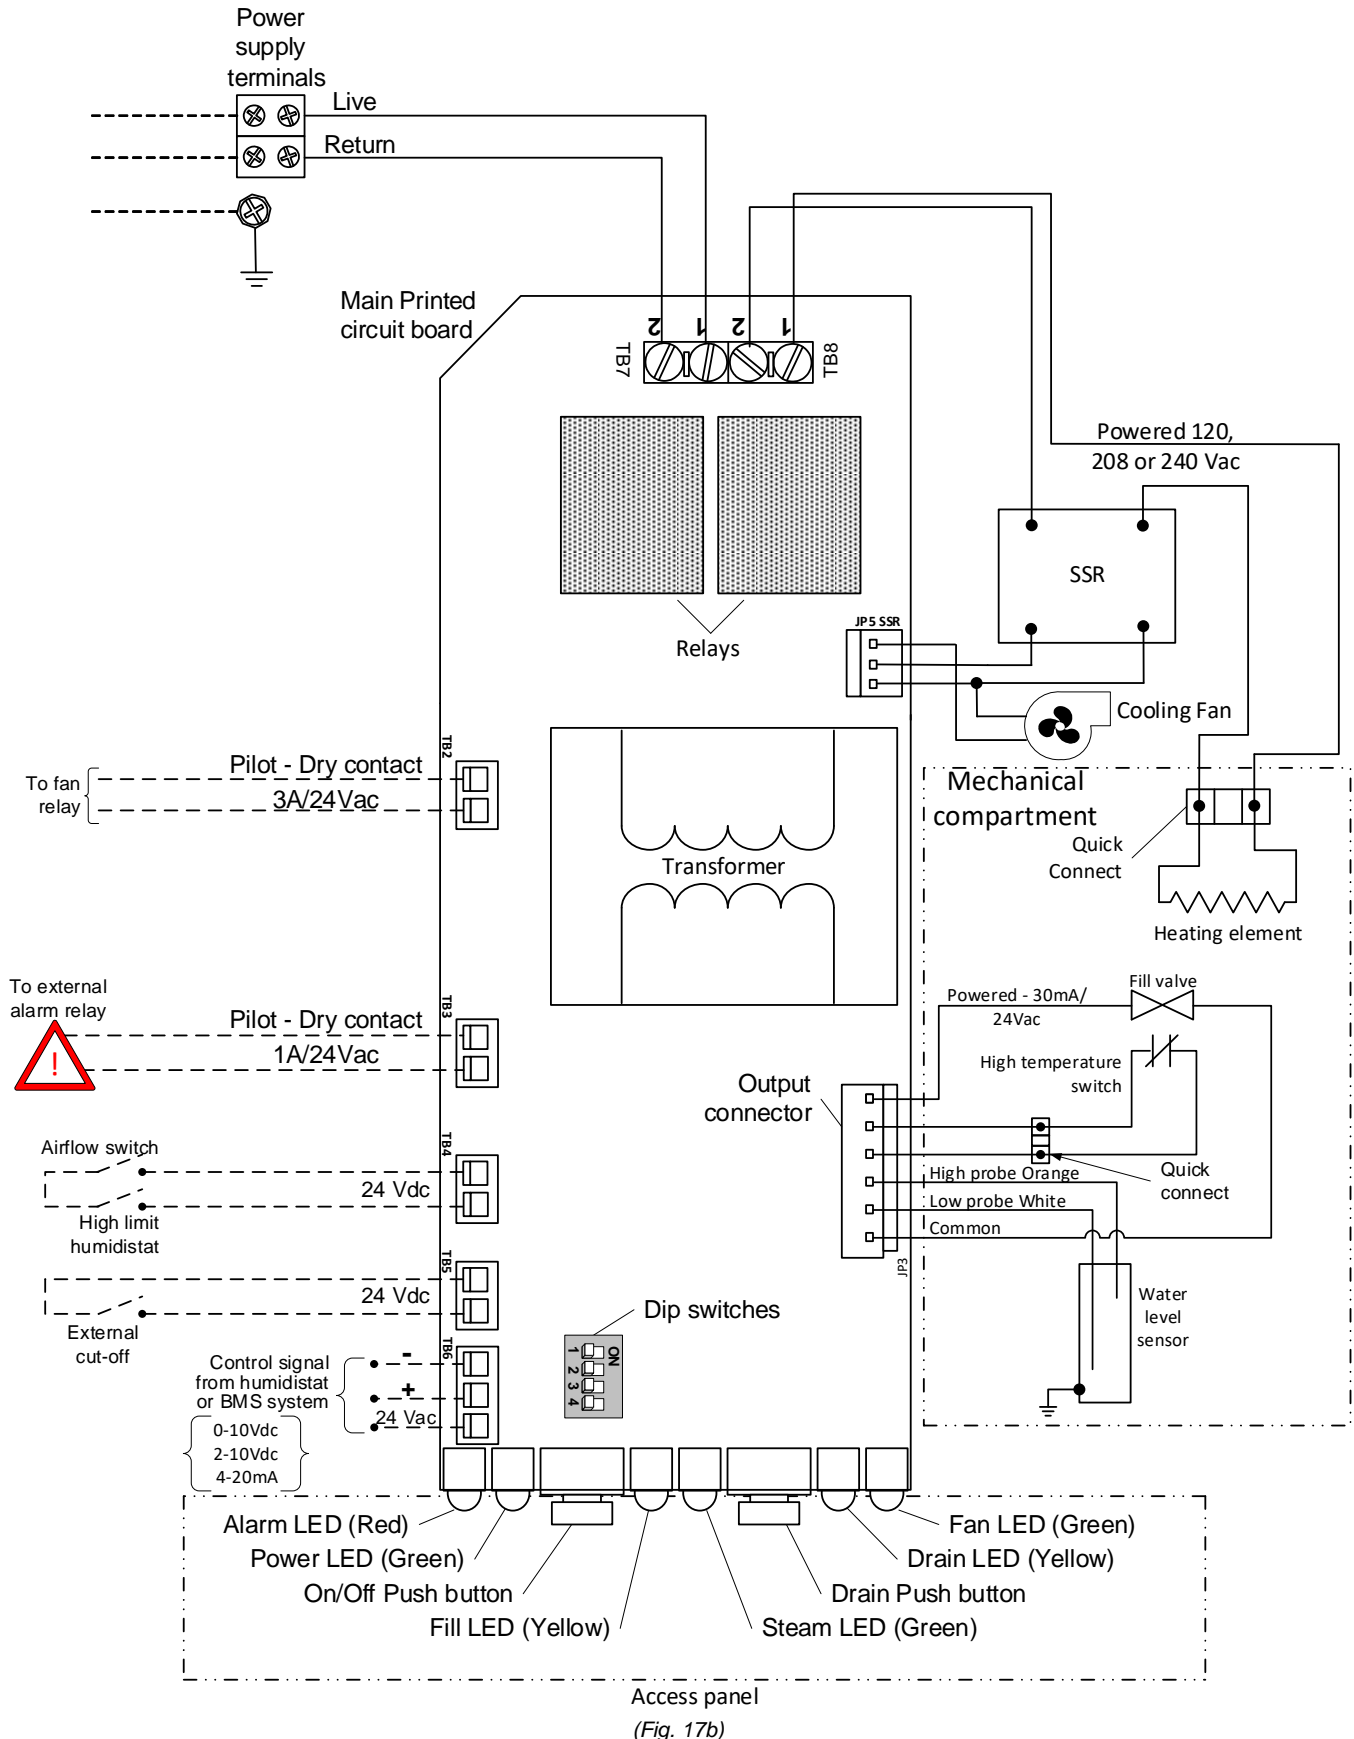 Power
supply
terminals
Live
Return
Main Printed
circuit board
2
1
2
1
TB7
TB8
Powered 120,
208 or 240 Vac
SSR
JP5 SSR
Relays
Cooling Fan
TB2
Pilot - Dry contact
3A/24Vac
To fan
relay
Mechanical
compartment
Quick
Connect
Transformer
Heating element
To external
alarm relay
!
TB3
Pilot - Dry contact
1A/24Vac
Powered - 30mA/
24Vac
Fill valve
High temperature
switch
Output
connector
Airflow switch
TB4
24 Vdc
High limit
humidistat
High probe Orange
Quick
connect
Low probe White
Common
JP3
TB5
24 Vdc
External
cut-off
Dip switches
Water
level
sensor
TB6
Control signal
from humidistat
or BMS system
-
+
24 Vac
0-10Vdc
2-10Vdc
4-20mA
ON
1
2
3
4
Alarm LED (Red)
Fan LED (Green)
Power LED (Green)
Drain LED (Yellow)
On/Off Push button
Drain Push button
Fill LED (Yellow)
Steam LED (Green)
Access panel
(Fig. 17b)